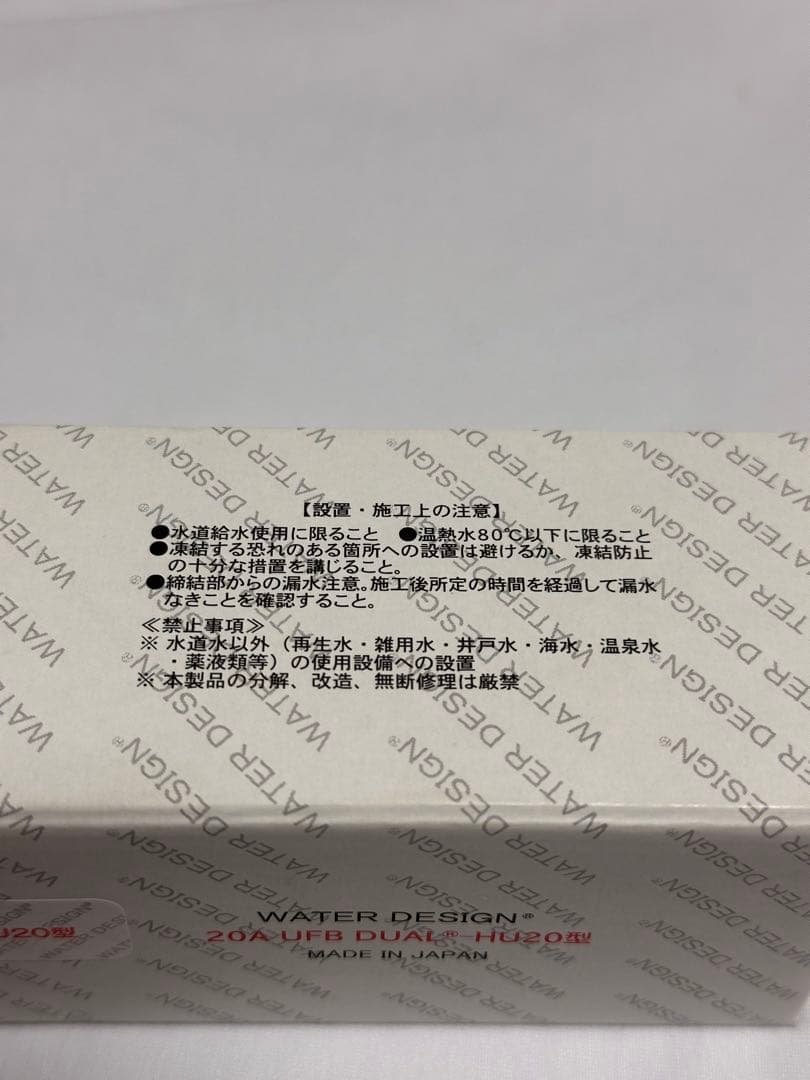 【設置・施工上の注意】
●水道給水使用に限ること　●温熱水80℃以下に限ること
●凍結する恐れのある箇所への設置は避けるか、凍結防止
の十分な措置を講じること。
●締結部からの漏水注意。施工後所定の時間を経過して漏水
なきことを確認すること。
≪禁止事項≫
※ 水道水以外（再生水・雑用水・井戸水・海水・温泉水
・薬液類等）の使用設備への設置
※ 本製品の分解、改造、無断修理は厳禁
WATER DESIGN®
20A UFB DUAL®-HU20型
MADE IN JAPAN
U20型